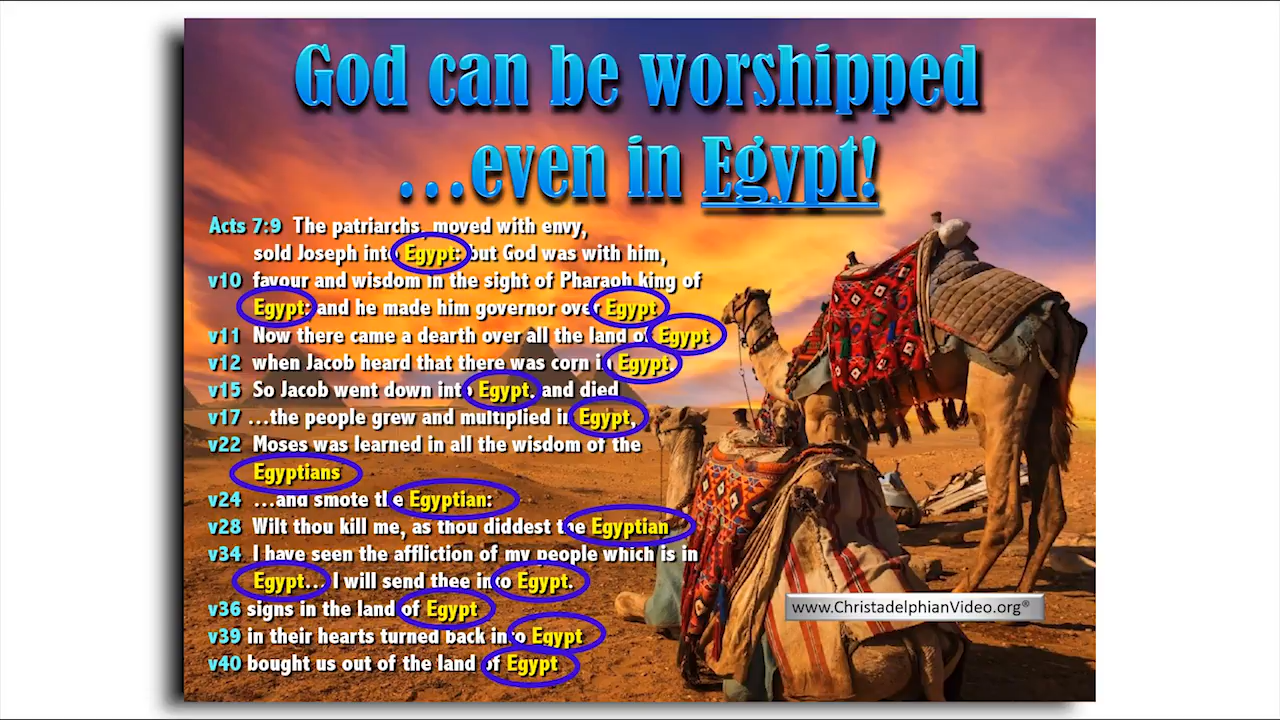 God can be worshipped
...even in Egypt!
Acts 7:9 The patriarchs, moved with envy,
sold Joseph into Egypt: but God was with him,
v10 favour and wisdom in the sight of Pharaoh king of
Egypt; and he made him governor over Egypt
v11 Now there came a dearth over all the land of Egypt
v12 when Jacob heard that there was corn in Egypt,
v15 So Jacob went down into Egypt, and died
v17 ...the people grew and multiplied in Egypt,
v22 Moses was learned in all the wisdom of the
Egyptians
v24 ...and smote the Egyptian:
v28 Wilt thou kill me, as thou diddest the Egyptian
v34 I have seen the affliction of my people which is in
Egypt... I will send thee into Egypt.
v36 signs in the land of Egypt
v39 in their hearts turned back into Egypt
v40 bought us out of the land of Egypt
www.ChristadelphianVideo.org®